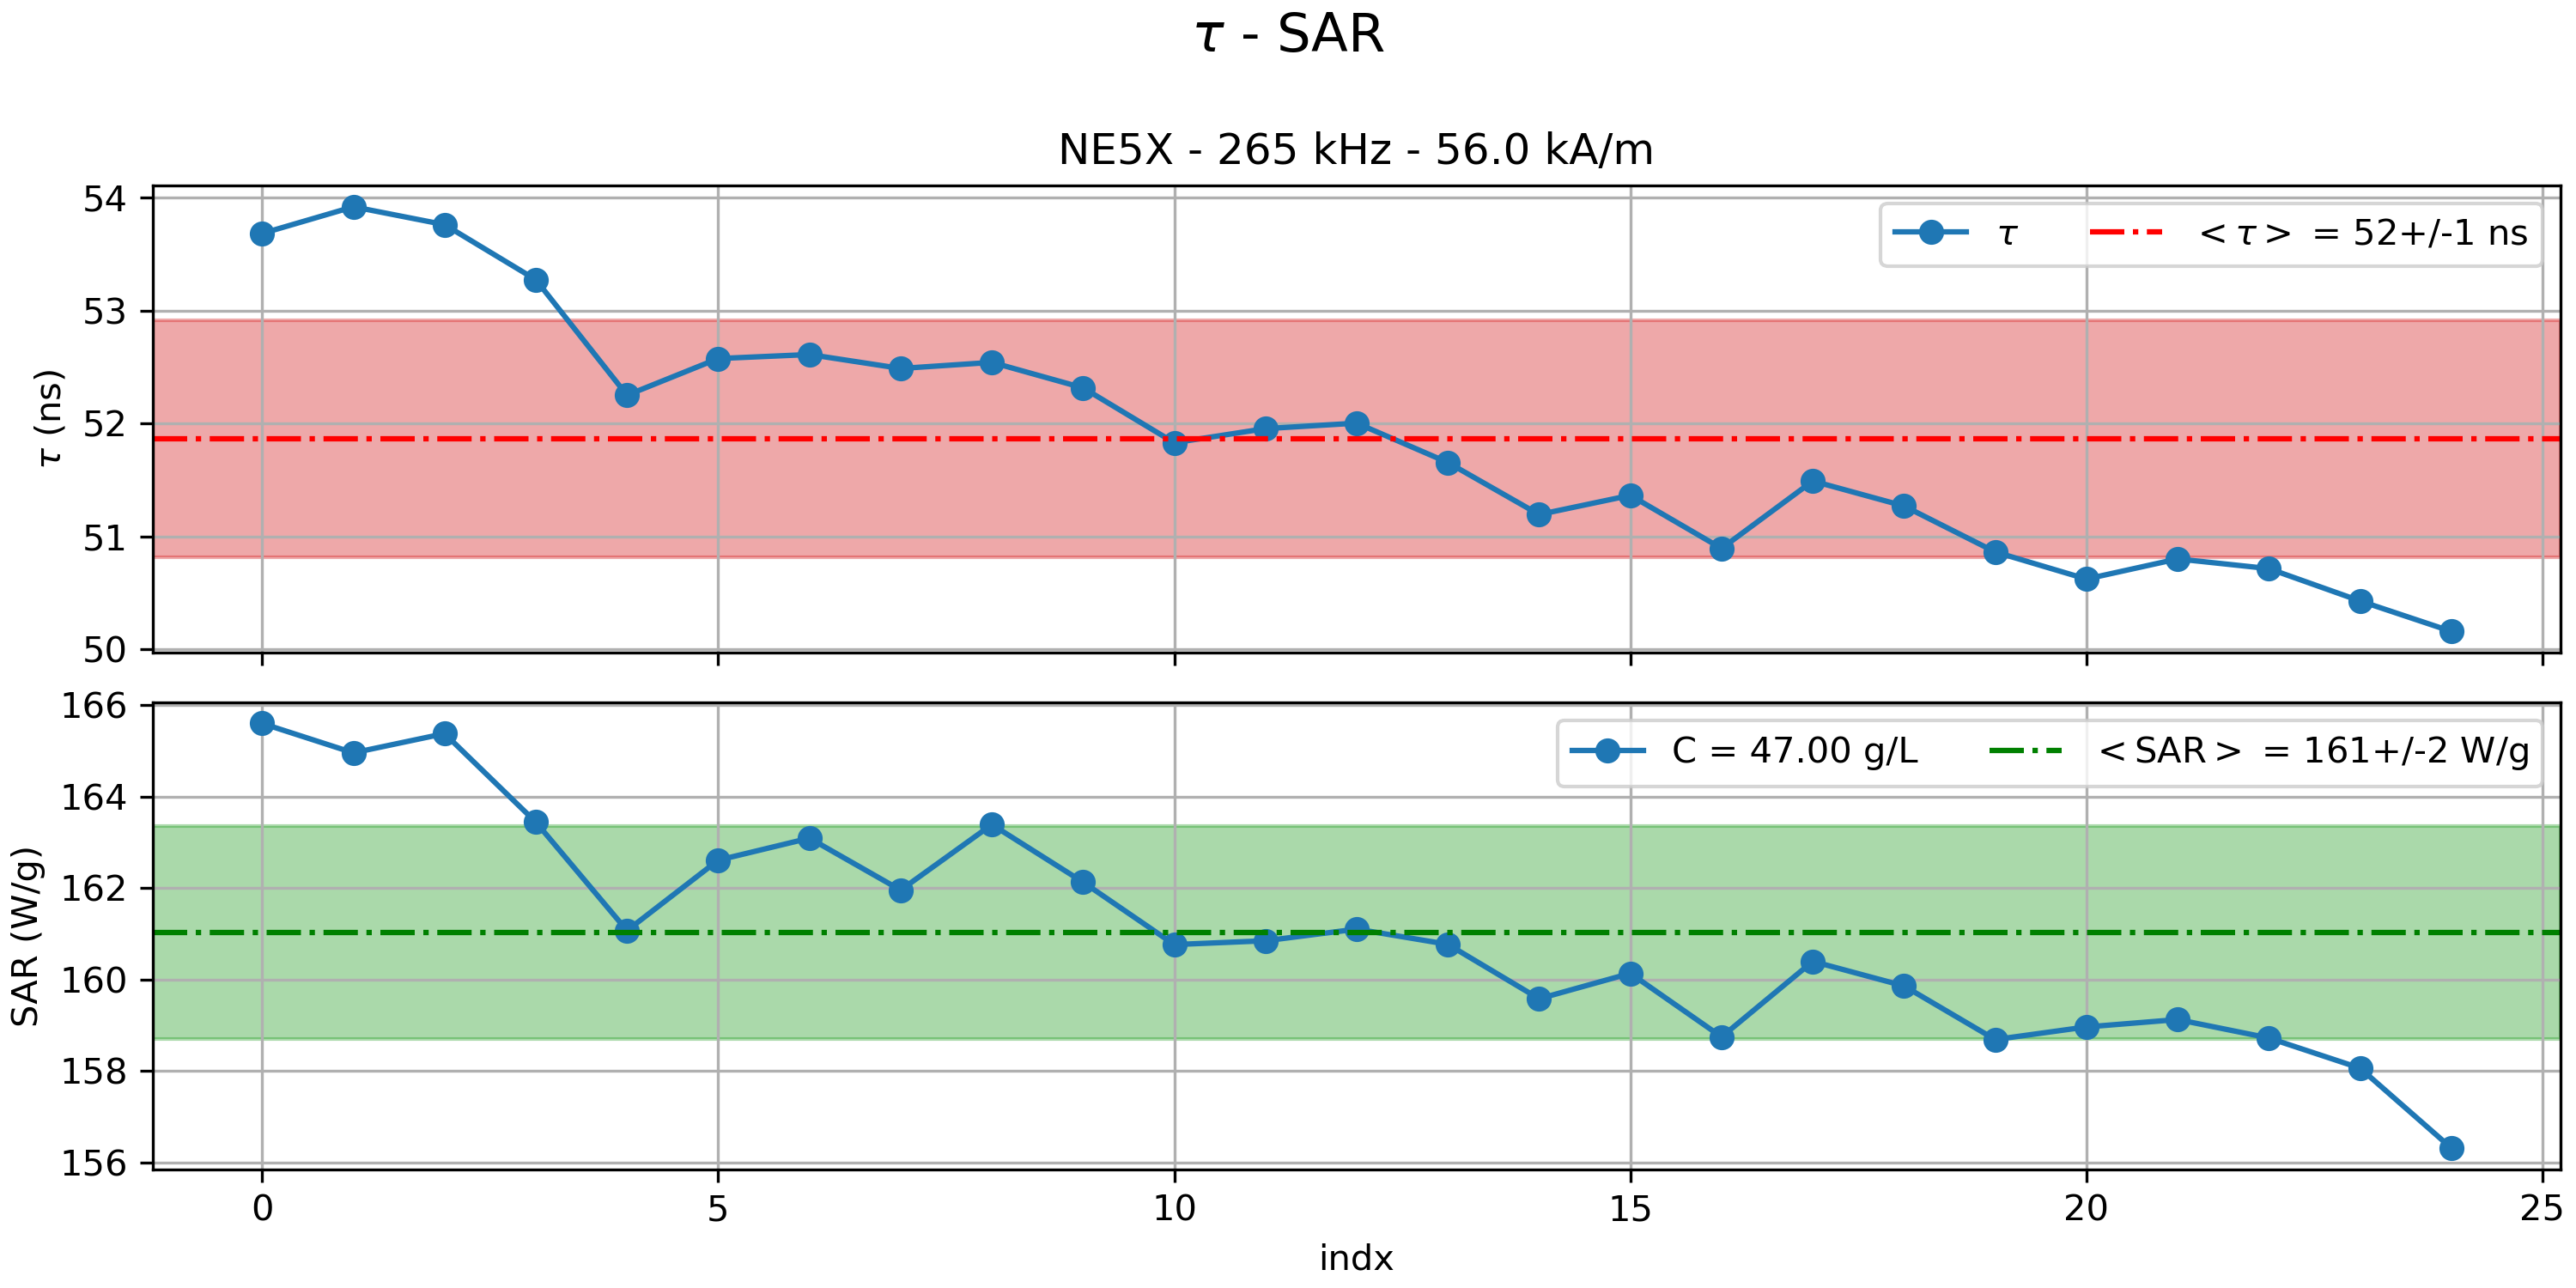 τ - SAR
NE5X - 265 kHz - 56.0 kA/m
τ (ns)
54
53
52
51
50
τ
<τ> = 52+/-1 ns
SAR (W/g)
166
164
162
160
158
156
C = 47.00 g/L
<SAR> = 161+/-2 W/g
0 5 10 15 20 25
indx